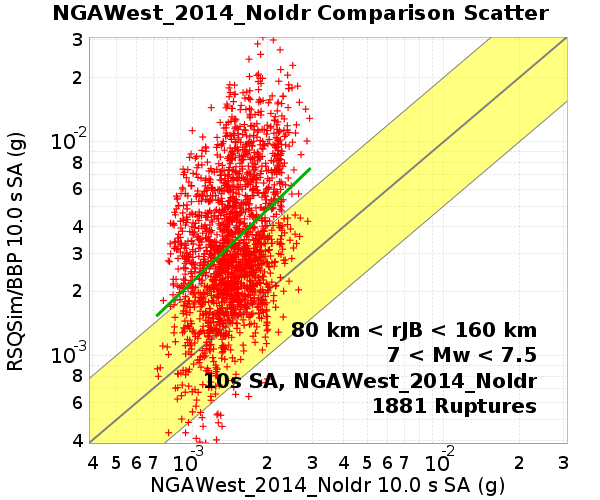 NGAWest_2014_NoIdr Comparison Scatter
RSQSim/BBP 10.0 s SA (g)
3
2
10-2
8
6
4
3
2
10-3
8
6
4
80 km < rJB < 160 km
7 < Mw < 7.5
10s SA, NGAWest_2014_NoIdr
1881 Ruptures
4 5 6 7 10-3 2 3 4 5 6 7 10-2 2 3
NGAWest_2014_NoIdr 10.0 s SA (g)